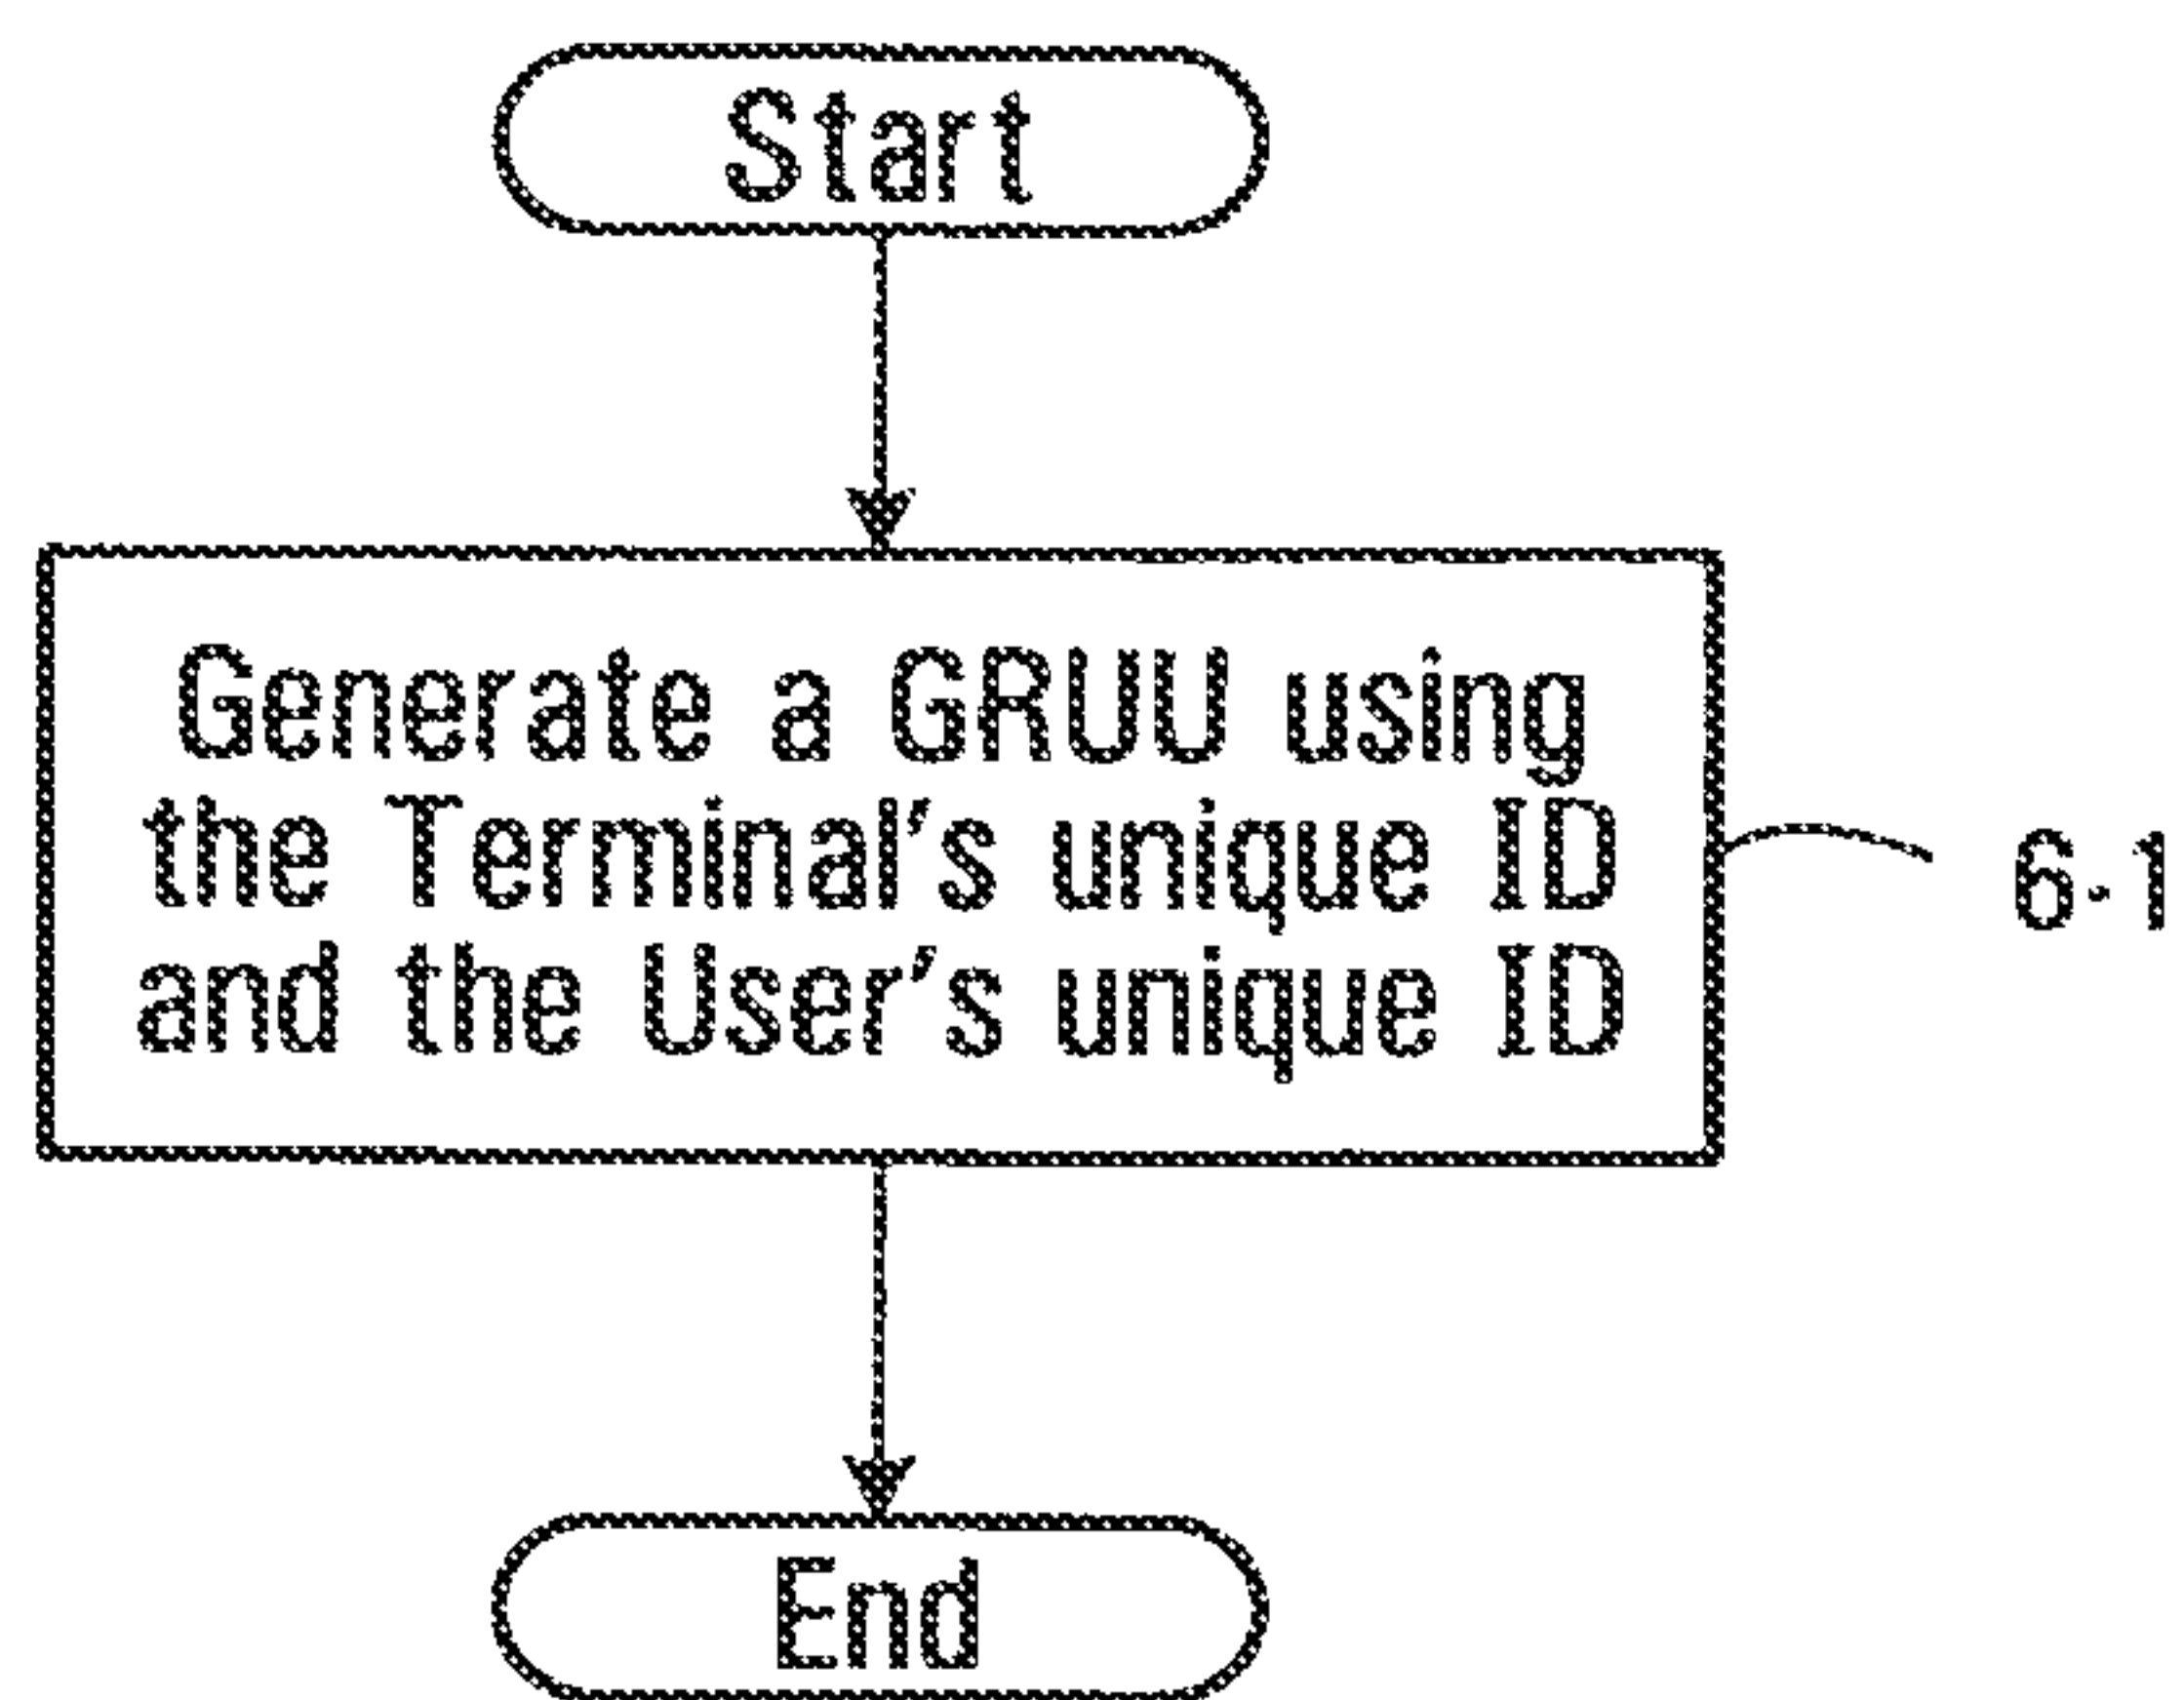 Start
Generate a GRUU using
the Terminal's unique ID
and the User's unique ID
6-1
End